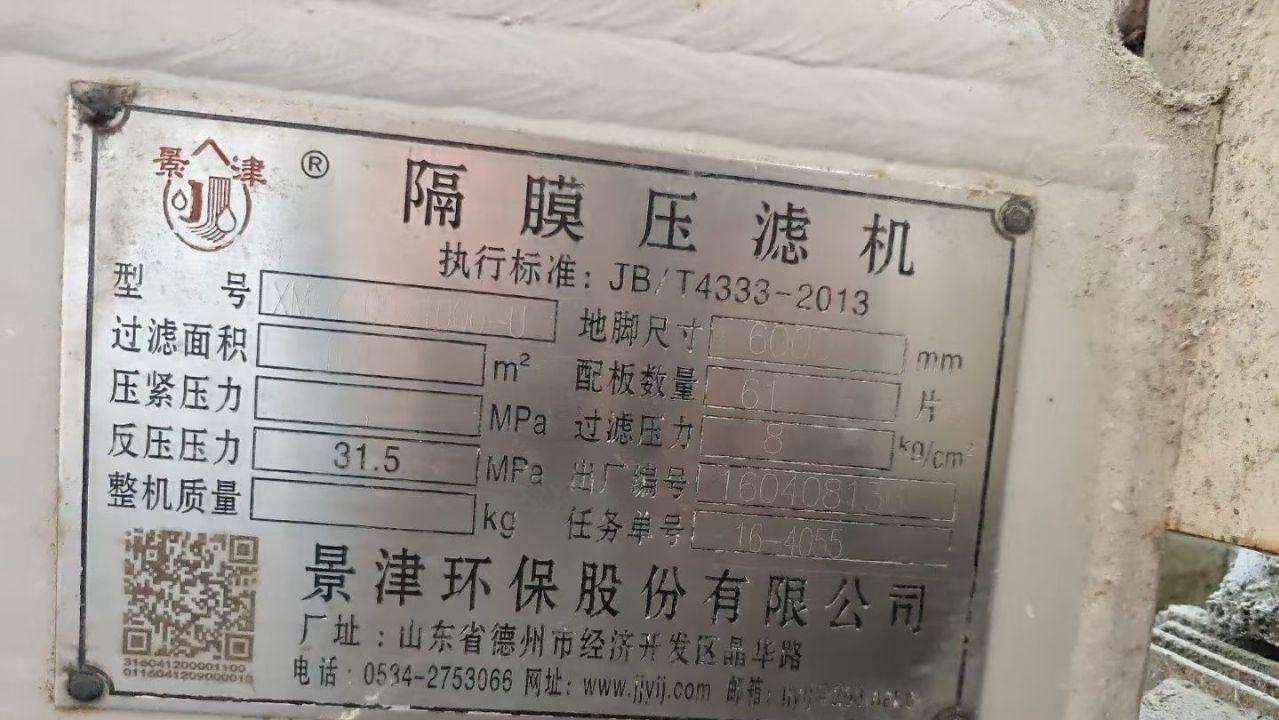 景津 ®
隔膜压滤机
执行标准：JB/T4333-2013
型号
地脚尺寸 6000 mm
过滤面积 m²
配板数量 61 片
压紧压力 MPa
过滤压力 8 kg/cm²
反压压力 31.5 MPa
出厂编号
整机质量 kg
任务单号 16-4055
景津环保股份有限公司
厂址：山东省德州市经济开发区晶华路
电话：0534-2753066 网址：www.jjylj.com 邮箱：
316041200001100
0116041209000013